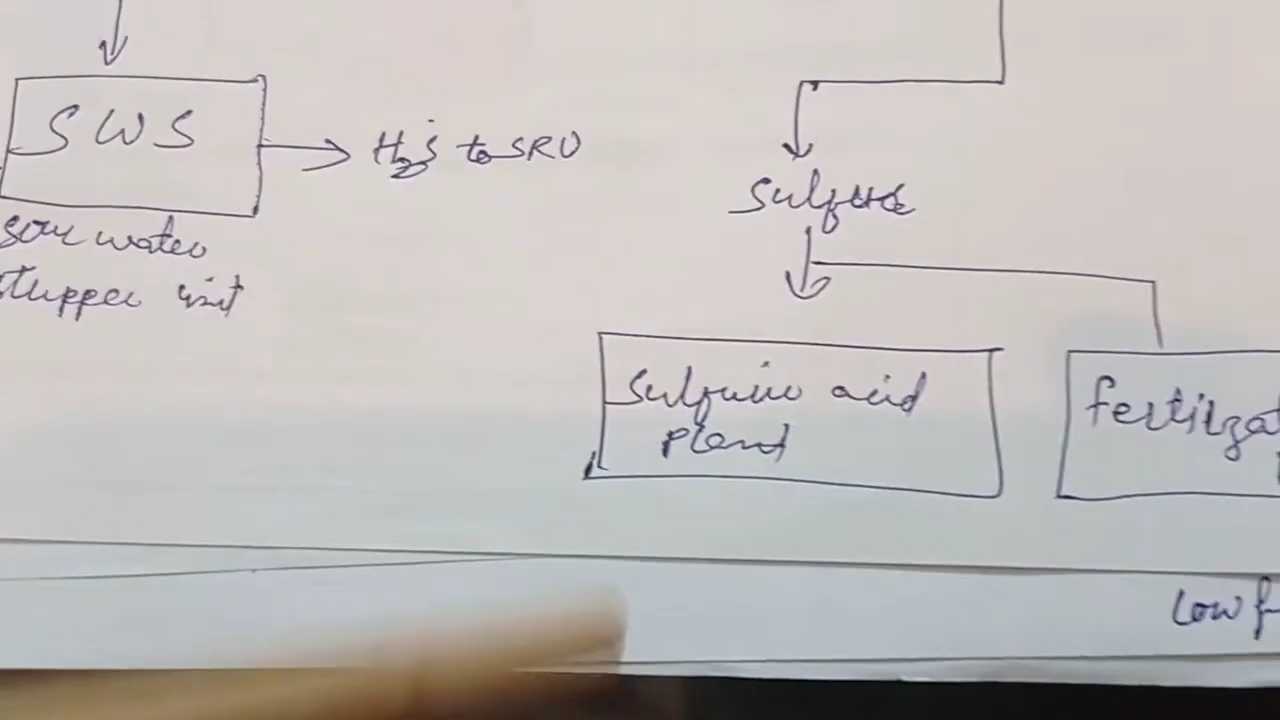 SWS
H2S to SRU
sour water
stripper unit
Sulfur
Sulfuric acid
plant
fertiliza
Low f